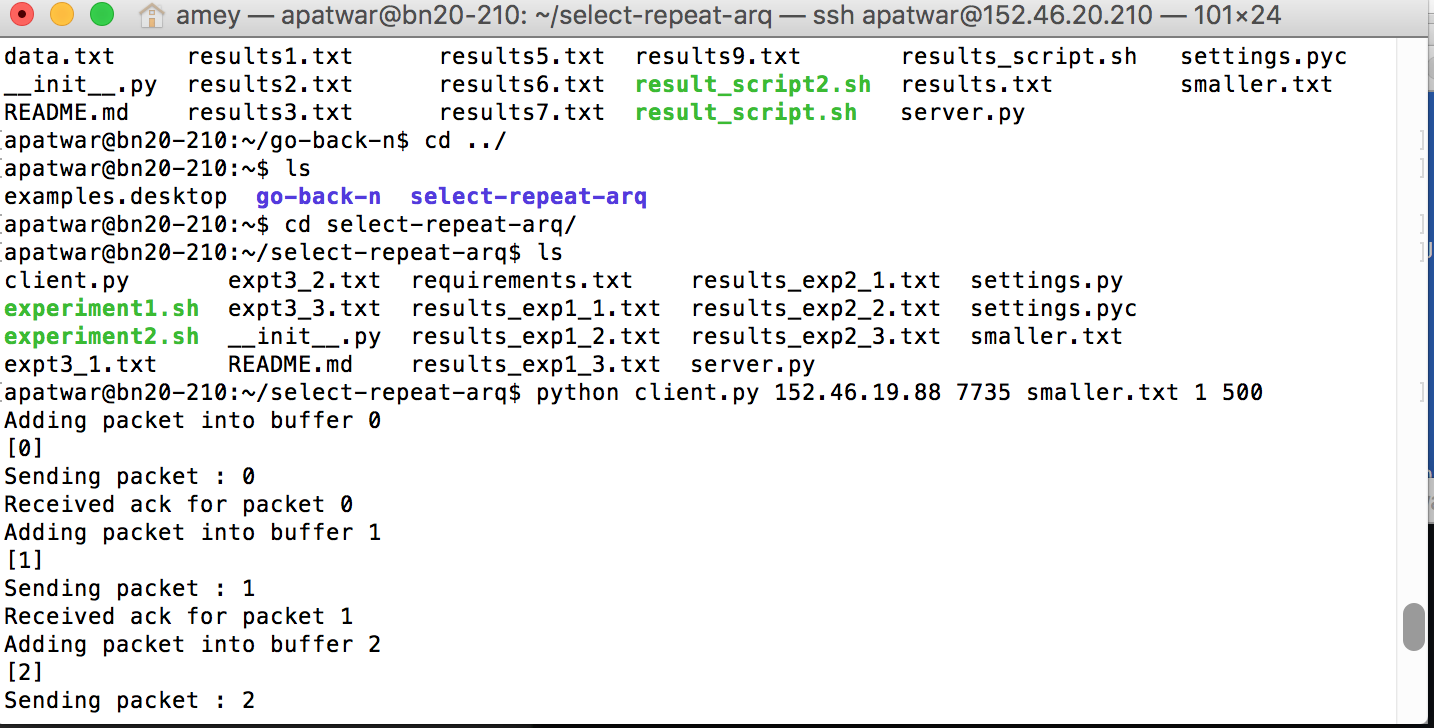 amey — apatwar@bn20-210: ~/select-repeat-arq — ssh apatwar@152.46.20.210 — 101×24
data.txt results1.txt results5.txt results9.txt results_script.sh settings.pyc
__init__.py results2.txt results6.txt result_script2.sh results.txt smaller.txt
README.md results3.txt results7.txt result_script.sh server.py
apatwar@bn20-210:~/go-back-n$ cd ../
apatwar@bn20-210:~$ ls
examples.desktop go-back-n select-repeat-arq
apatwar@bn20-210:~$ cd select-repeat-arq/
apatwar@bn20-210:~/select-repeat-arq$ ls
client.py expt3_2.txt requirements.txt results_exp2_1.txt settings.py
experiment1.sh expt3_3.txt results_exp1_1.txt results_exp2_2.txt settings.pyc
experiment2.sh __init__.py results_exp1_2.txt results_exp2_3.txt smaller.txt
expt3_1.txt README.md results_exp1_3.txt server.py
apatwar@bn20-210:~/select-repeat-arq$ python client.py 152.46.19.88 7735 smaller.txt 1 500
Adding packet into buffer 0
[0]
Sending packet : 0
Received ack for packet 0
Adding packet into buffer 1
[1]
Sending packet : 1
Received ack for packet 1
Adding packet into buffer 2
[2]
Sending packet : 2